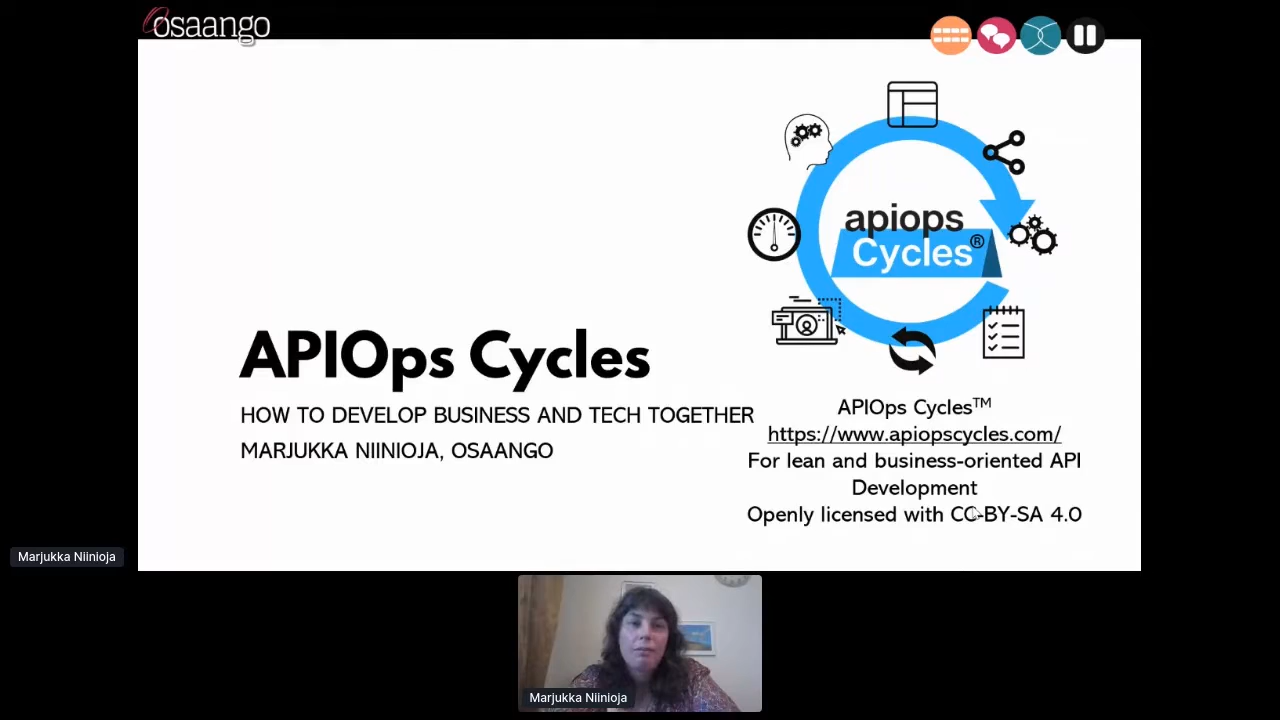 osaango
apiops
Cycles®
APIOps Cycles
HOW TO DEVELOP BUSINESS AND TECH TOGETHER
MARJUKKA NIINIOJA, OSAANGO
APIOps Cycles™
https://www.apiopscycles.com/
For lean and business-oriented API
Development
Openly licensed with CC-BY-SA 4.0
Marjukka Niinioja
Marjukka Niinioja